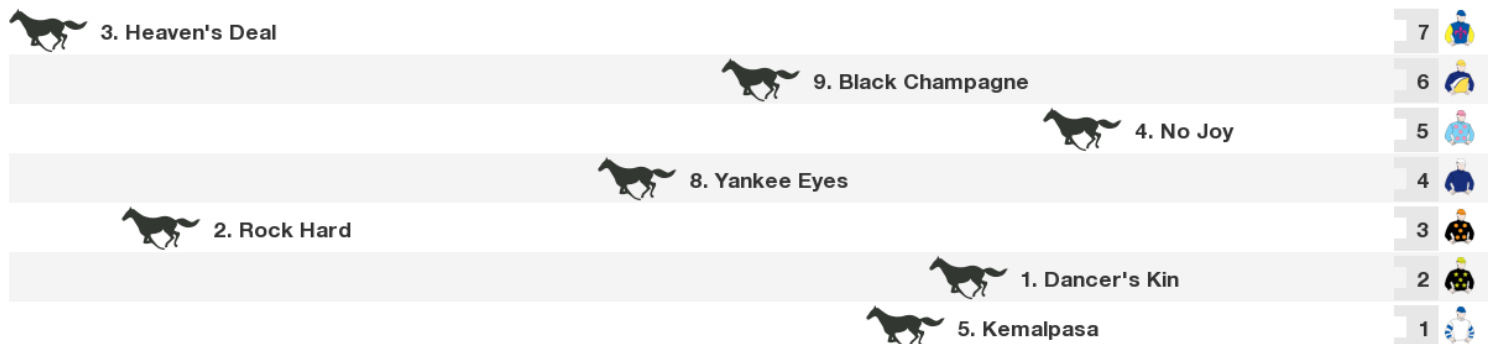 3. Heaven's Deal 7
9. Black Champagne 6
4. No Joy 5
8. Yankee Eyes 4
2. Rock Hard 3
1. Dancer's Kin 2
5. Kemalpasa 1